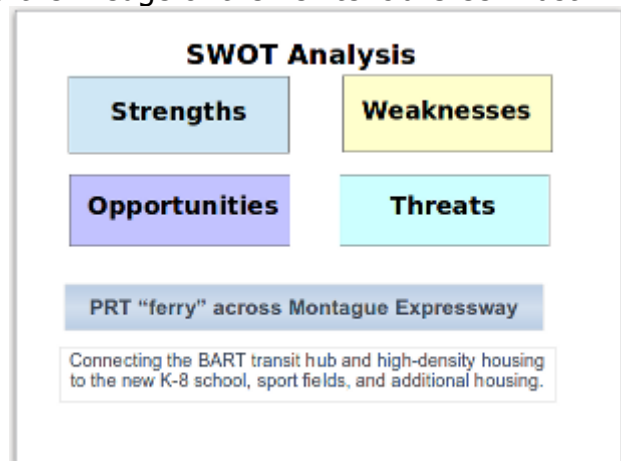 SWOT Analysis
Strengths
Weaknesses
Opportunities
Threats
PRT “ferry” across Montague Expressway
Connecting the BART transit hub and high-density housing
to the new K-8 school, sport fields, and additional housing.